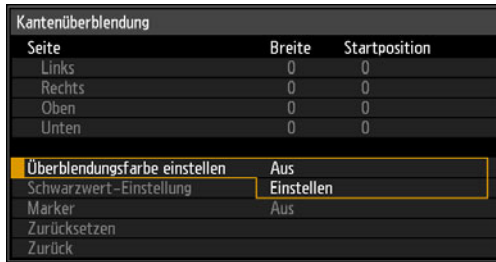 Kantenüberblendung
Seite Breite Startposition
Links 0 0
Rechts 0 0
Oben 0 0
Unten 0 0
Überblendungsfarbe einstellen Aus
Schwarzwert-Einstellung Einstellen
Marker Aus
Zurücksetzen
Zurück